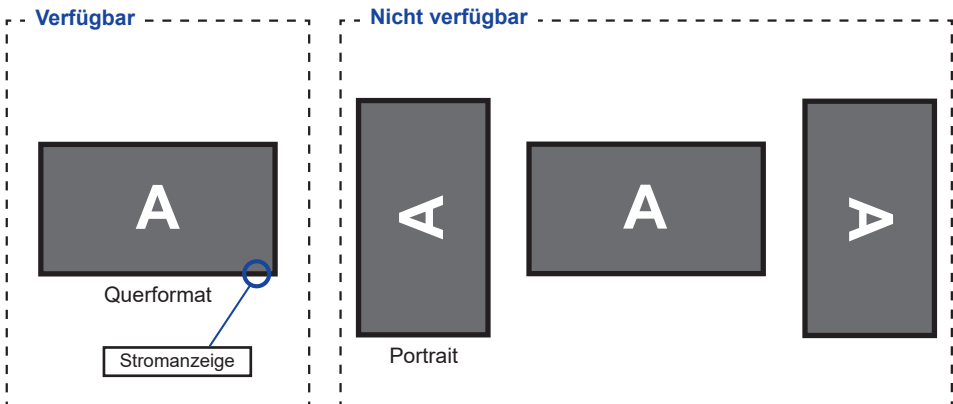 Verfügbar
Nicht verfügbar
A
A
A
A
Querformat
Stromanzeige
Portrait